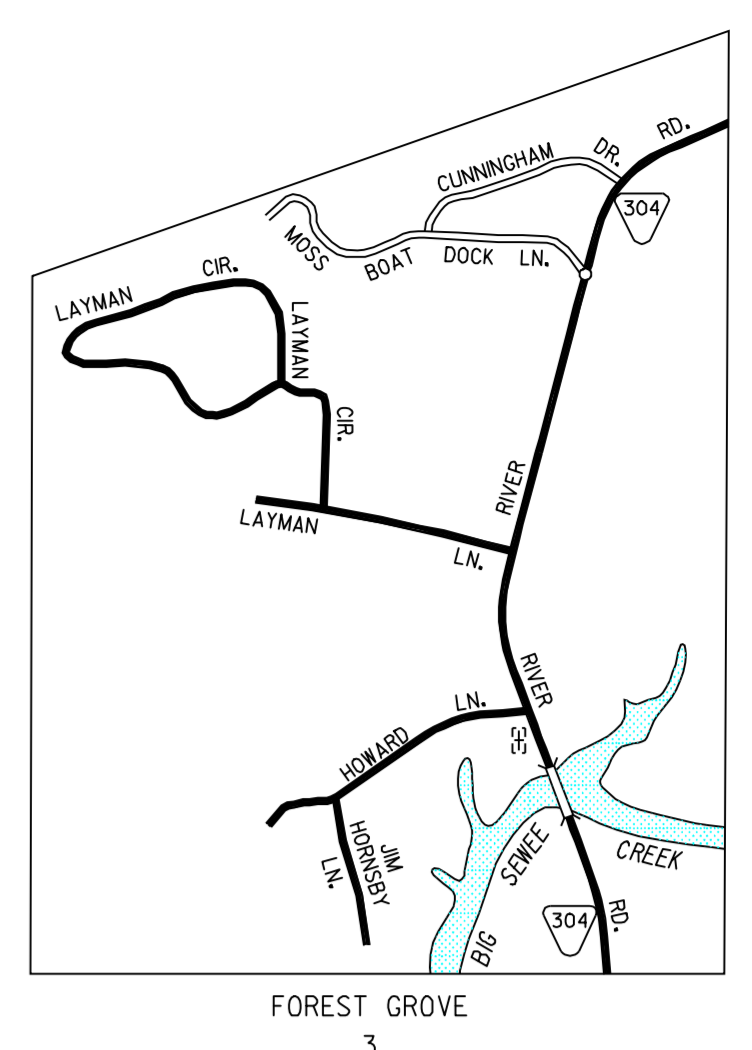 RD.
DR.
CUNNINGHAM
304
MOSS BOAT DOCK LN.
LAYMAN CIR.
LAYMAN CIR.
RIVER
LAYMAN LN.
RIVER
HOWARD LN.
JIM HORNSBY LN.
BIG SEWEE CREEK
304
RD.
FOREST GROVE
3